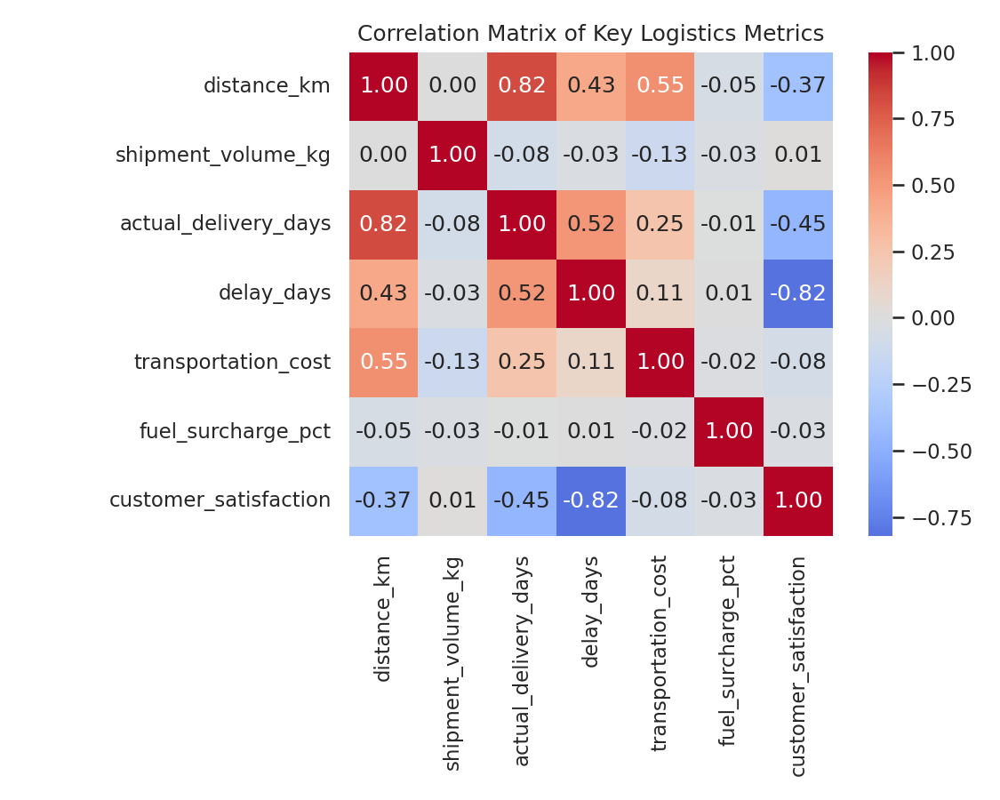 Correlation Matrix of Key Logistics Metrics
distance_km 1.00 0.00 0.82 0.43 0.55 -0.05 -0.37
shipment_volume_kg 0.00 1.00 -0.08 -0.03 -0.13 -0.03 0.01
actual_delivery_days 0.82 -0.08 1.00 0.52 0.25 -0.01 -0.45
delay_days 0.43 -0.03 0.52 1.00 0.11 0.01 -0.82
transportation_cost 0.55 -0.13 0.25 0.11 1.00 -0.02 -0.08
fuel_surcharge_pct -0.05 -0.03 -0.01 0.01 -0.02 1.00 -0.03
customer_satisfaction -0.37 0.01 -0.45 -0.82 -0.08 -0.03 1.00
distance_km
shipment_volume_kg
actual_delivery_days
delay_days
transportation_cost
fuel_surcharge_pct
customer_satisfaction
1.00
0.75
0.50
0.25
0.00
−0.25
−0.50
−0.75